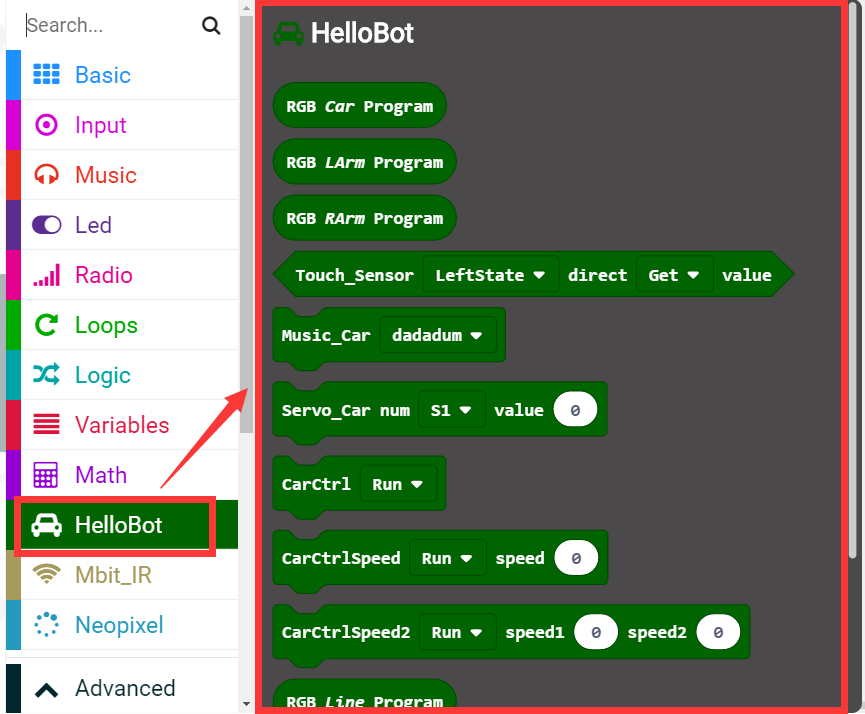 Search...
Basic
Input
Music
Led
Radio
Loops
Logic
Variables
Math
HelloBot
Mbit_IR
Neopixel
Advanced
HelloBot
RGB Car Program
RGB LArm Program
RGB RArm Program
Touch_Sensor LeftState direct Get value
Music_Car dadadum
Servo_Car num S1 value 0
CarCtrl Run
CarCtrlSpeed Run speed 0
CarCtrlSpeed2 Run speed1 0 speed2 0
RGB Line Program